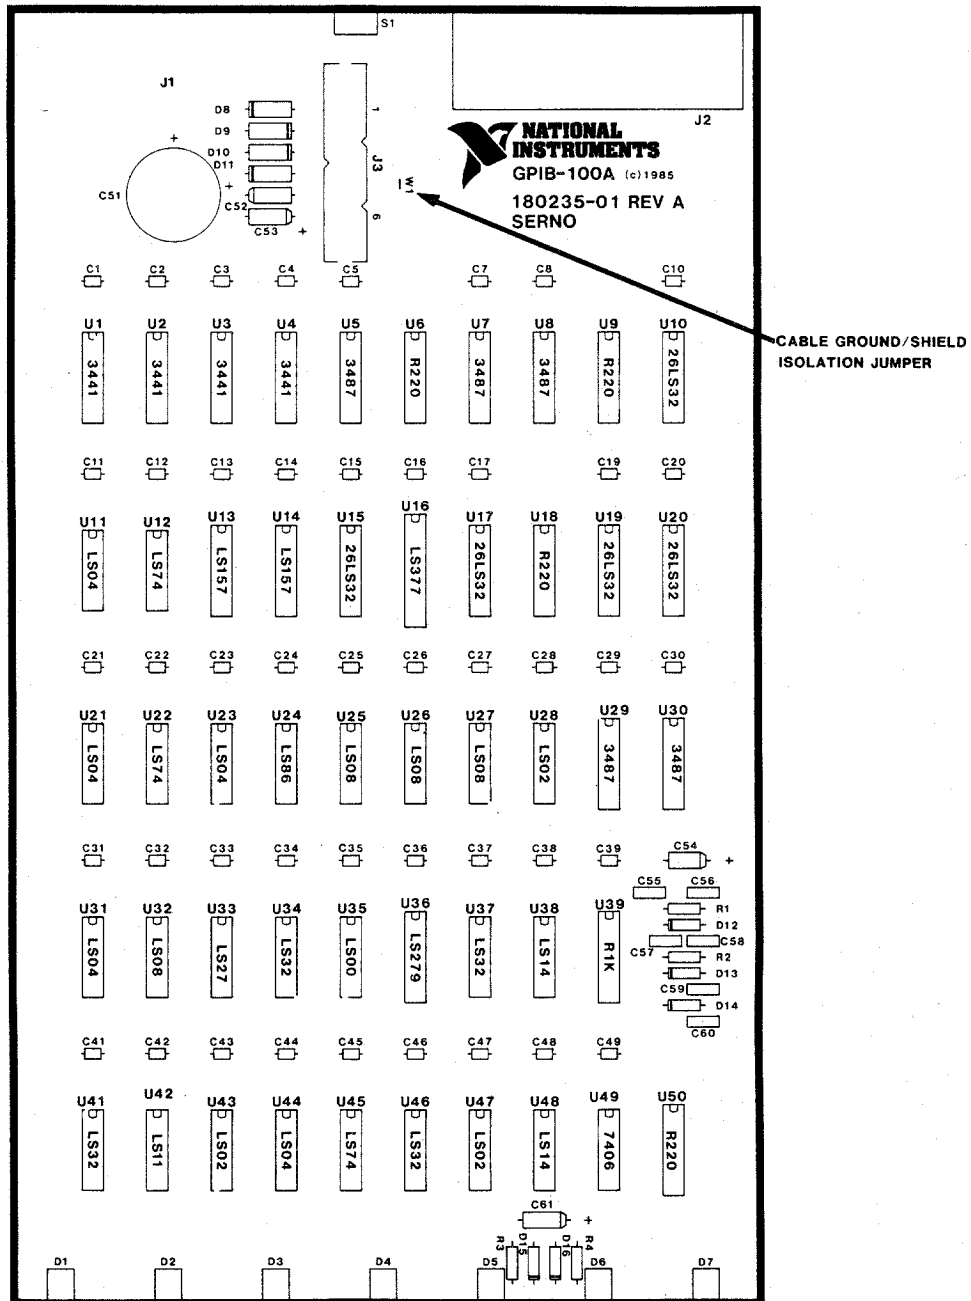 S1
J1
J2
D8
D9
D10
D11
C51
C52
C53
+
+
+
1
J3
6
W1
NATIONAL
INSTRUMENTS
GPIB-100A (c)1985
180235-01 REV A
SERNO
CABLE GROUND/SHIELD
ISOLATION JUMPER
C1 C2 C3 C4 C5 C7 C8 C10
U1 U2 U3 U4 U5 U6 U7 U8 U9 U10
3441 3441 3441 3441 3487 R220 3487 3487 R220 26LS32
C11 C12 C13 C14 C15 C16 C17 C19 C20
U11 U12 U13 U14 U15 U16 U17 U18 U19 U20
LS04 LS74 LS157 LS157 26LS32 LS377 26LS32 R220 26LS32 26LS32
C21 C22 C23 C24 C25 C26 C27 C28 C29 C30
U21 U22 U23 U24 U25 U26 U27 U28 U29 U30
LS04 LS74 LS04 LS86 LS08 LS08 LS08 LS02 3487 3487
C31 C32 C33 C34 C35 C36 C37 C38 C39 C54 +
C55 C56
R1
D12
C57 C58
R2
D13
C59
D14
C60
U31 U32 U33 U34 U35 U36 U37 U38 U39
LS04 LS08 LS27 LS32 LS00 LS279 LS32 LS14 R1K
C41 C42 C43 C44 C45 C46 C47 C48 C49
U41 U42 U43 U44 U45 U46 U47 U48 U49 U50
LS32 LS11 LS02 LS04 LS74 LS32 LS02 LS14 7406 R220
C61 +
R3 D15 D16 R4
D1 D2 D3 D4 D5 D6 D7